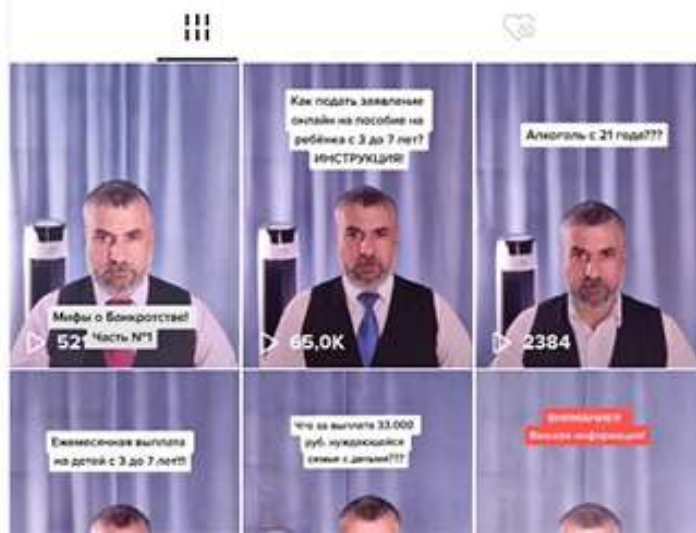 Как подать заявление
онлайн на пособие на
ребёнка с 3 до 7 лет?
ИНСТРУКЦИЯ!
Алкоголь с 21 года???
Мифы о Банкротстве!
Часть №1
52
65,0K
2384
Ежемесячная выплата
на детей с 3 до 7 лет!!!
Что за выплата 33.000
руб. нуждающейся
семье с детьми???
Важная информация!